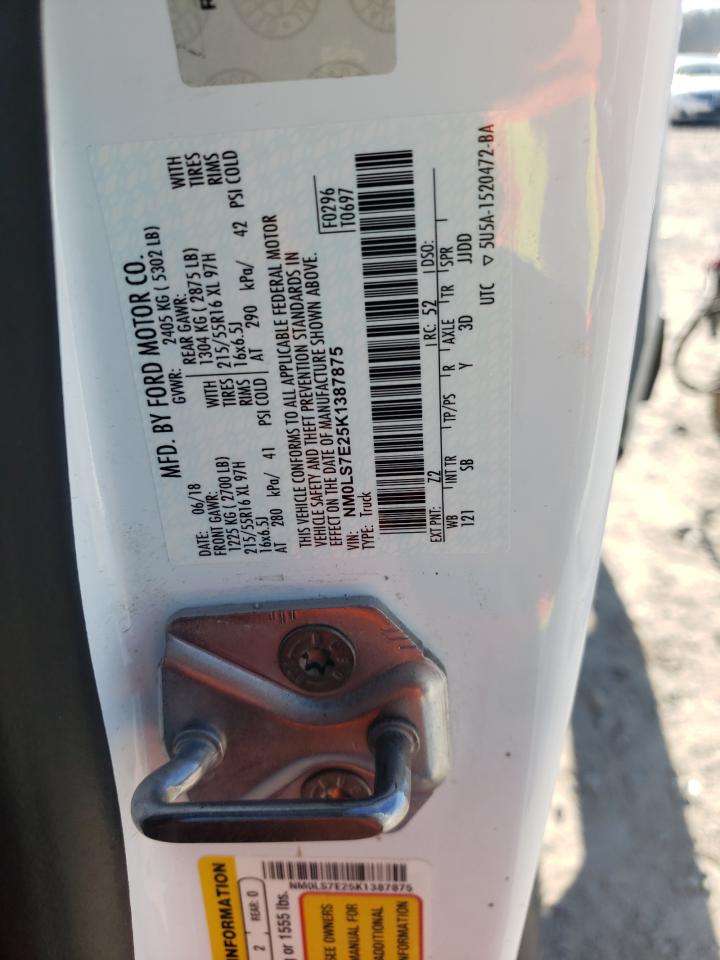 MFD. BY FORD MOTOR CO.
DATE: 06/18 GVWR: 2405 KG ( 5302 LB)
FRONT GAWR: REAR GAWR:
1225 KG ( 2700 LB) WITH 1304 KG ( 2875 LB) WITH
215/55R16 XL 97H TIRES 215/55R16 XL 97H TIRES
16x6.5J RIMS 16x6.5J RIMS
AT 280 kPa/ 41 PSI COLD AT 290 kPa/ 42 PSI COLD
THIS VEHICLE CONFORMS TO ALL APPLICABLE FEDERAL MOTOR
VEHICLE SAFETY AND THEFT PREVENTION STANDARDS IN
EFFECT ON THE DATE OF MANUFACTURE SHOWN ABOVE.
VIN: NM0LS7E25K1387875
TYPE: Truck
F0296
T0697
EXT PNT: Z2 RC: 52 DSO:
WB INT TR TP/PS R AXLE TR SPR
121 SB Y 3D JJDD
UTC ▽ 5U5A-1520472-BA
NM0LS7E25K1387875
INFORMATION
2 REAR: 0
or 1555 lbs.
SEE OWNERS
MANUAL FOR
ADDITIONAL
INFORMATION